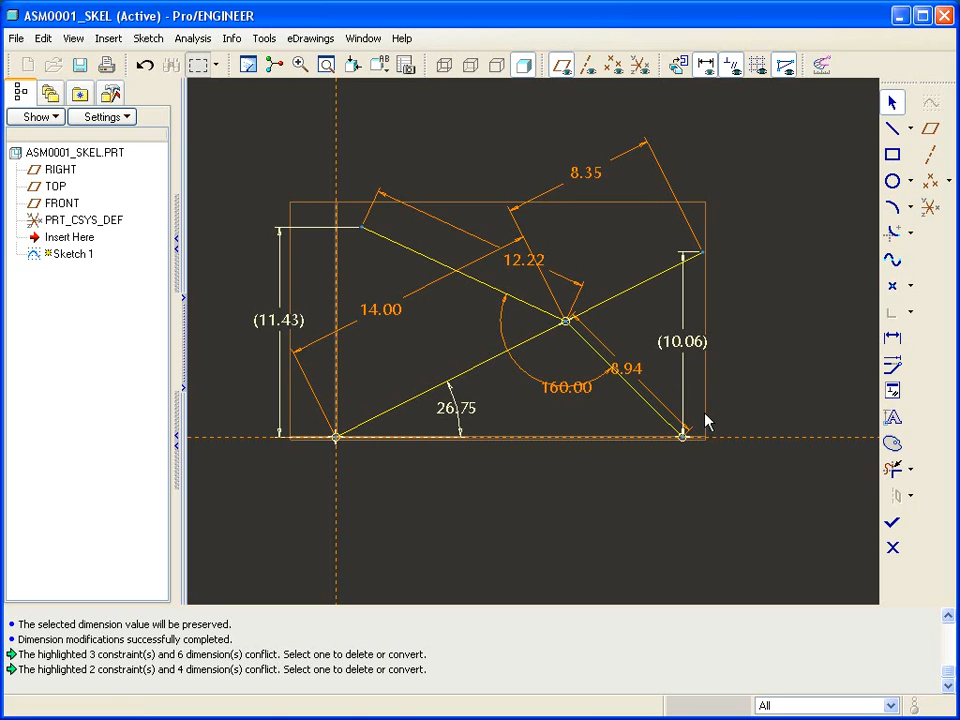 ASM0001_SKEL (Active) - Pro/ENGINEER
File Edit View Insert Sketch Analysis Info Tools eDrawings Window Help
Show Settings
ASM0001_SKEL.PRT
RIGHT
TOP
FRONT
PRT_CSYS_DEF
Insert Here
Sketch 1
8.35
12.22
14.00
(11.43)
(10.06)
8.94
160.00
26.75
The selected dimension value will be preserved.
Dimension modifications successfully completed.
The highlighted 3 constraint(s) and 6 dimension(s) conflict. Select one to delete or convert.
The highlighted 2 constraint(s) and 4 dimension(s) conflict. Select one to delete or convert.
All